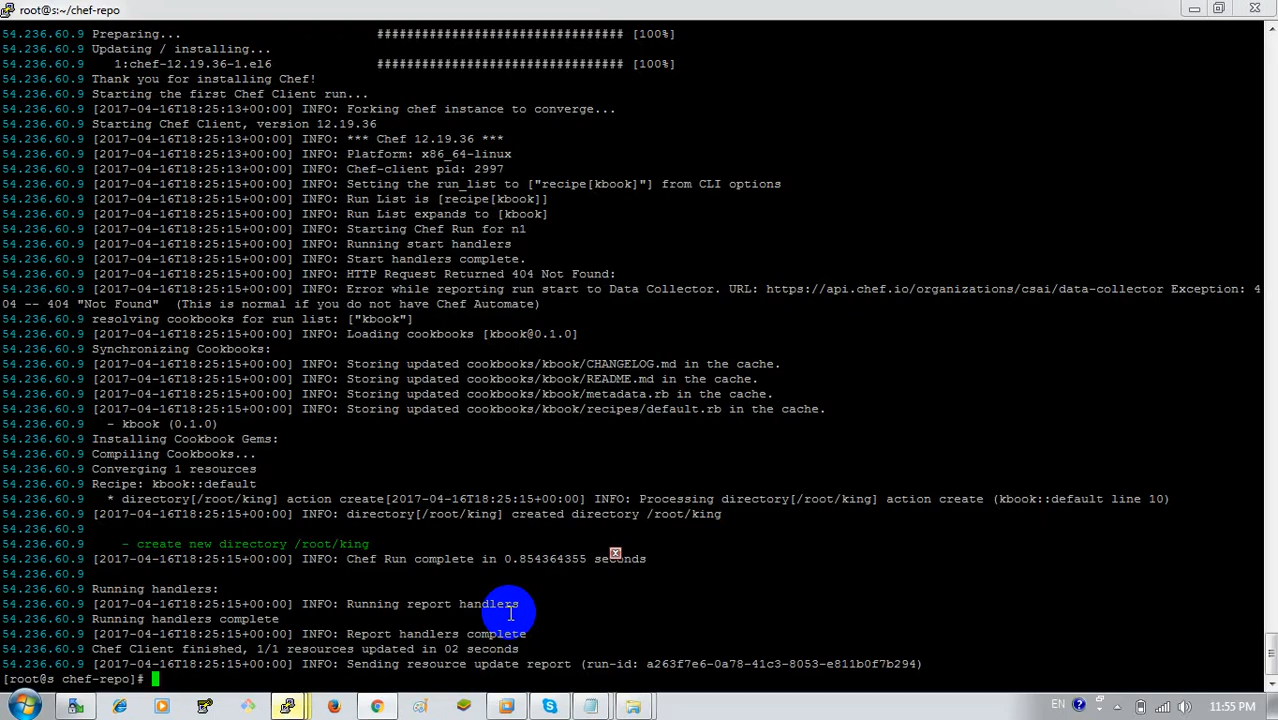 root@s:~/chef-repo
54.236.60.9 Preparing... ################################# [100%]
54.236.60.9 Updating / installing...
54.236.60.9 1:chef-12.19.36-1.el6 ################################# [100%]
54.236.60.9 Thank you for installing Chef!
54.236.60.9 Starting the first Chef Client run...
54.236.60.9 [2017-04-16T18:25:13+00:00] INFO: Forking chef instance to converge...
54.236.60.9 Starting Chef Client, version 12.19.36
54.236.60.9 [2017-04-16T18:25:13+00:00] INFO: *** Chef 12.19.36 ***
54.236.60.9 [2017-04-16T18:25:13+00:00] INFO: Platform: x86_64-linux
54.236.60.9 [2017-04-16T18:25:13+00:00] INFO: Chef-client pid: 2997
54.236.60.9 [2017-04-16T18:25:15+00:00] INFO: Setting the run_list to ["recipe[kbook]"] from CLI options
54.236.60.9 [2017-04-16T18:25:15+00:00] INFO: Run List is [recipe[kbook]]
54.236.60.9 [2017-04-16T18:25:15+00:00] INFO: Run List expands to [kbook]
54.236.60.9 [2017-04-16T18:25:15+00:00] INFO: Starting Chef Run for n1
54.236.60.9 [2017-04-16T18:25:15+00:00] INFO: Running start handlers
54.236.60.9 [2017-04-16T18:25:15+00:00] INFO: Start handlers complete.
54.236.60.9 [2017-04-16T18:25:15+00:00] INFO: HTTP Request Returned 404 Not Found:
54.236.60.9 [2017-04-16T18:25:15+00:00] INFO: Error while reporting run start to Data Collector. URL: https://api.chef.io/organizations/csai/data-collector Exception: 4
04 -- 404 "Not Found"  (This is normal if you do not have Chef Automate)
54.236.60.9 resolving cookbooks for run list: ["kbook"]
54.236.60.9 [2017-04-16T18:25:15+00:00] INFO: Loading cookbooks [kbook@0.1.0]
54.236.60.9 Synchronizing Cookbooks:
54.236.60.9 [2017-04-16T18:25:15+00:00] INFO: Storing updated cookbooks/kbook/CHANGELOG.md in the cache.
54.236.60.9 [2017-04-16T18:25:15+00:00] INFO: Storing updated cookbooks/kbook/README.md in the cache.
54.236.60.9 [2017-04-16T18:25:15+00:00] INFO: Storing updated cookbooks/kbook/metadata.rb in the cache.
54.236.60.9 [2017-04-16T18:25:15+00:00] INFO: Storing updated cookbooks/kbook/recipes/default.rb in the cache.
54.236.60.9 - kbook (0.1.0)
54.236.60.9 Installing Cookbook Gems:
54.236.60.9 Compiling Cookbooks...
54.236.60.9 Converging 1 resources
54.236.60.9 Recipe: kbook::default
54.236.60.9 * directory[/root/king] action create[2017-04-16T18:25:15+00:00] INFO: Processing directory[/root/king] action create (kbook::default line 10)
54.236.60.9 [2017-04-16T18:25:15+00:00] INFO: directory[/root/king] created directory /root/king
54.236.60.9
54.236.60.9 - create new directory /root/king
54.236.60.9 [2017-04-16T18:25:15+00:00] INFO: Chef Run complete in 0.854364355 seconds
54.236.60.9
54.236.60.9 Running handlers:
54.236.60.9 [2017-04-16T18:25:15+00:00] INFO: Running report handlers
54.236.60.9 Running handlers complete
54.236.60.9 [2017-04-16T18:25:15+00:00] INFO: Report handlers complete
54.236.60.9 Chef Client finished, 1/1 resources updated in 02 seconds
54.236.60.9 [2017-04-16T18:25:15+00:00] INFO: Sending resource update report (run-id: a263f7e6-0a78-41c3-8053-e811b0f7b294)
[root@s chef-repo]#
EN 11:55 PM